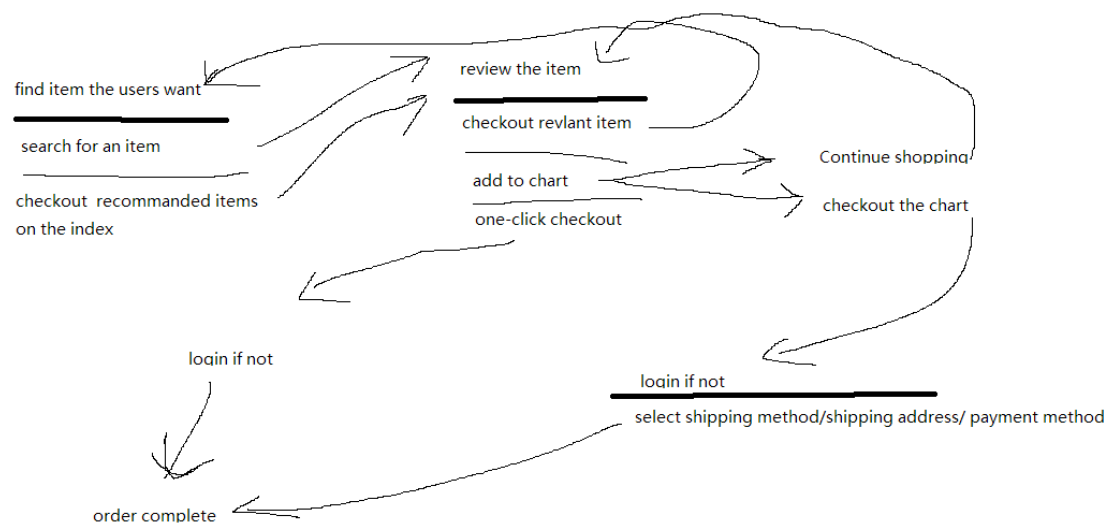 find item the users want
search for an item
checkout recommanded items
on the index
review the item
checkout revlant item
add to chart
one-click checkout
Continue shopping
checkout the chart
login if not
login if not
select shipping method/shipping address/ payment method
order complete